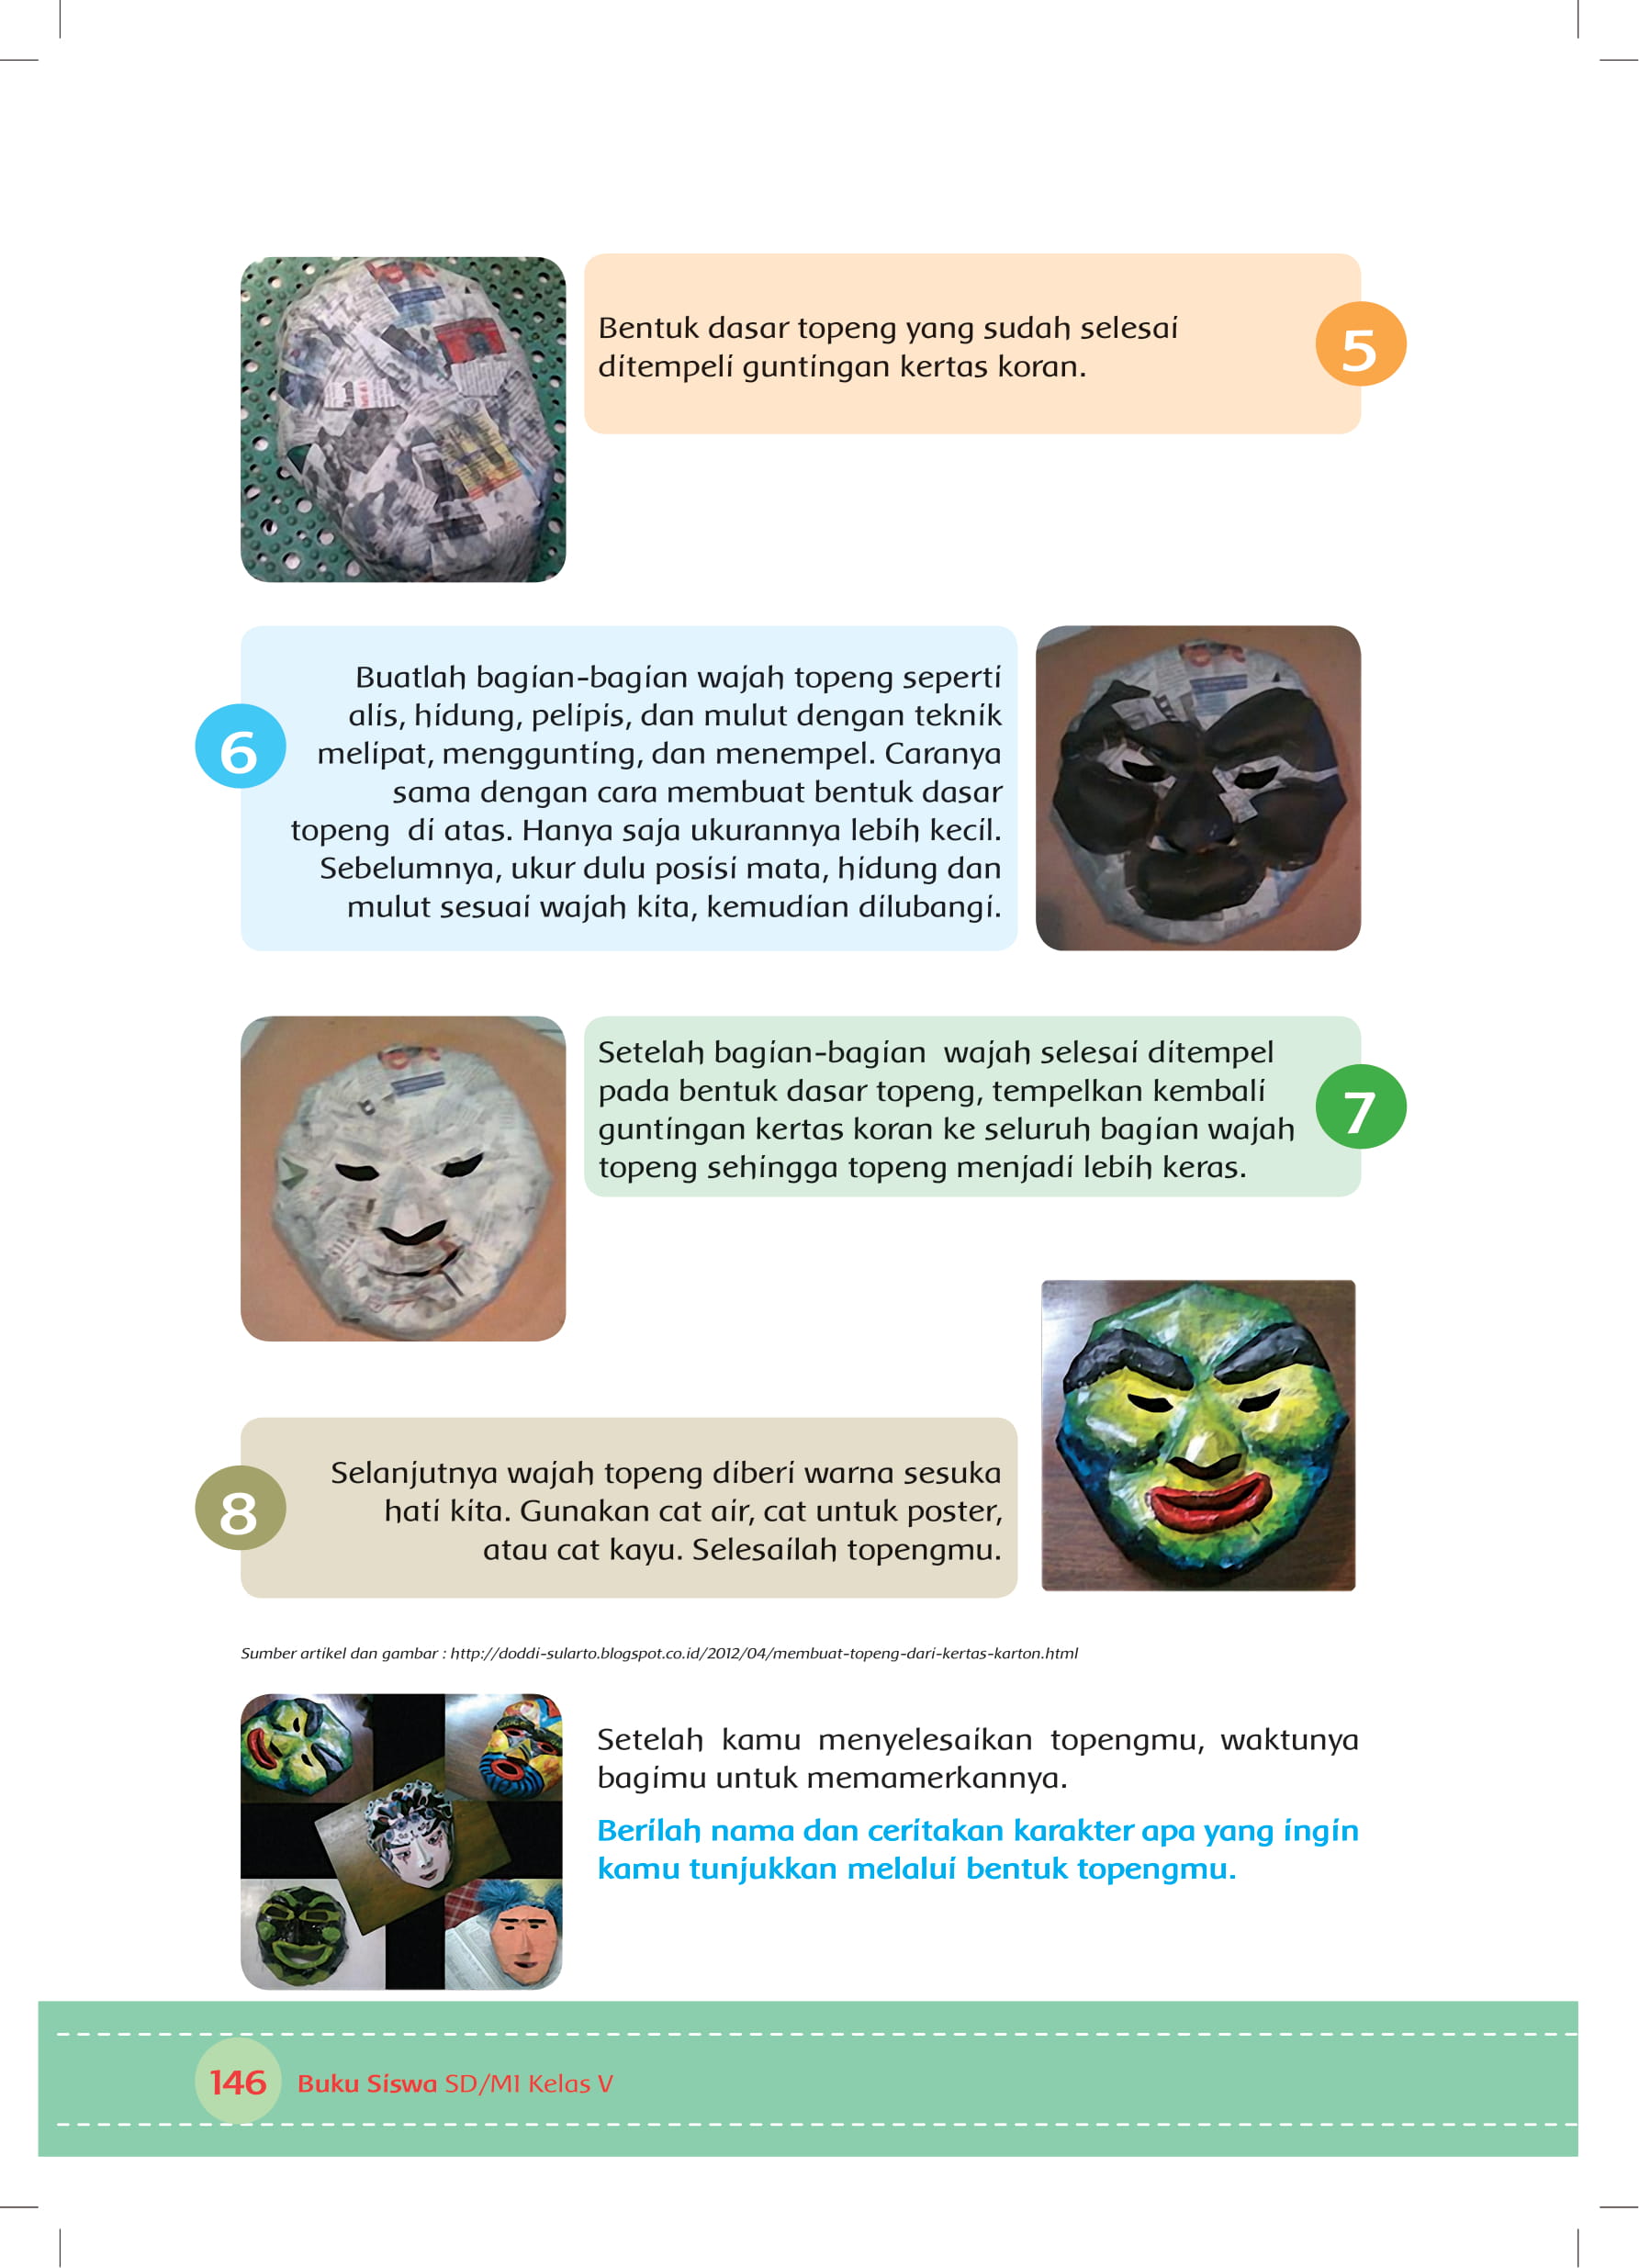 Bentuk dasar topeng yang sudah selesai
ditempeli guntingan kertas koran.
5
Buatlah bagian-bagian wajah topeng seperti
alis, hidung, pelipis, dan mulut dengan teknik
melipat, menggunting, dan menempel. Caranya
sama dengan cara membuat bentuk dasar
topeng di atas. Hanya saja ukurannya lebih kecil.
Sebelumnya, ukur dulu posisi mata, hidung dan
mulut sesuai wajah kita, kemudian dilubangi.
6
Setelah bagian-bagian wajah selesai ditempel
pada bentuk dasar topeng, tempelkan kembali
guntingan kertas koran ke seluruh bagian wajah
topeng sehingga topeng menjadi lebih keras.
7
Selanjutnya wajah topeng diberi warna sesuka
hati kita. Gunakan cat air, cat untuk poster,
atau cat kayu. Selesailah topengmu.
8
Sumber artikel dan gambar : http://doddi-sularto.blogspot.co.id/2012/04/membuat-topeng-dari-kertas-karton.html
Setelah kamu menyelesaikan topengmu, waktunya
bagimu untuk memamerkannya.
Berilah nama dan ceritakan karakter apa yang ingin
kamu tunjukkan melalui bentuk topengmu.
146 Buku Siswa SD/MI Kelas V